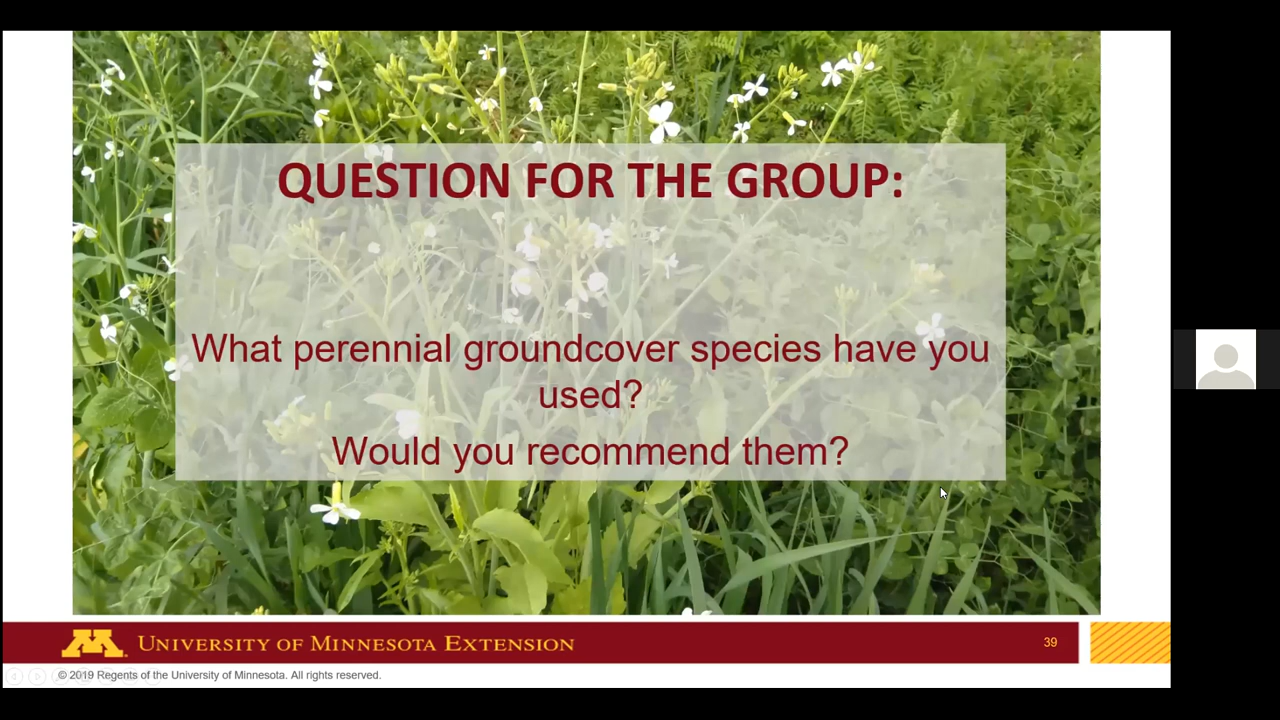 QUESTION FOR THE GROUP:
What perennial groundcover species have you
used?
Would you recommend them?
M
UNIVERSITY OF MINNESOTA EXTENSION
39
© 2019 Regents of the University of Minnesota. All rights reserved.